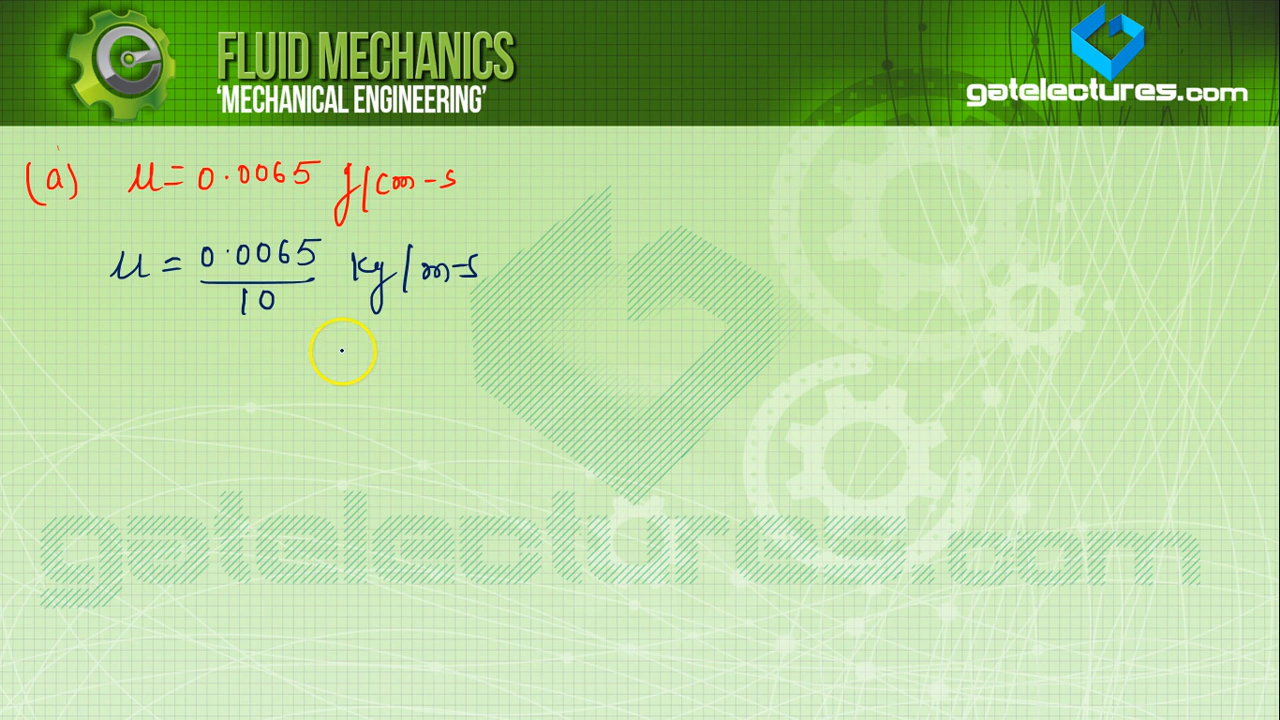 FLUID MECHANICS
'MECHANICAL ENGINEERING'
gatelectures.com
(a) μ = 0.0065 g/cm-s
μ = 0.0065/10 kg/m-s
gatelectures.com